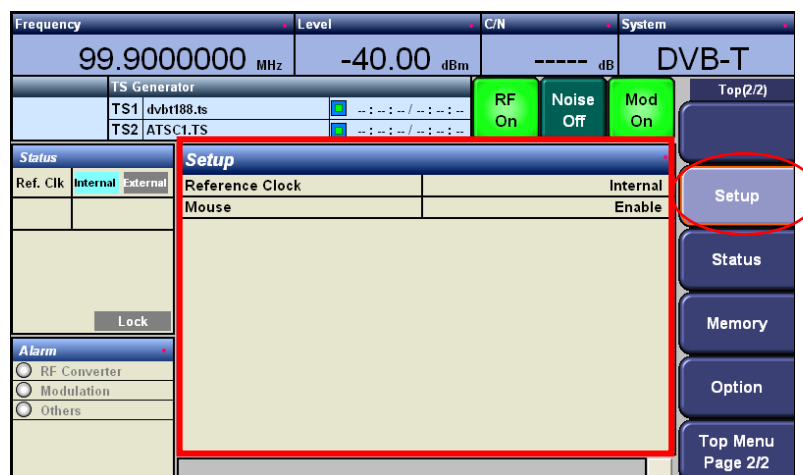 Frequency Level C/N System
99.9000000 MHz -40.00 dBm ----- dB DVB-T
TS Generator
TS1 dvbt188.ts --:--:--/--:--:--
TS2 ATSC1.TS --:--:--/--:--:--
RF On
Noise Off
Mod On
Top(2/2)
Status
Ref. Clk Internal External
Lock
Alarm
RF Converter
Modulation
Others
Setup
Reference Clock Internal
Mouse Enable
Setup
Status
Memory
Option
Top Menu
Page 2/2